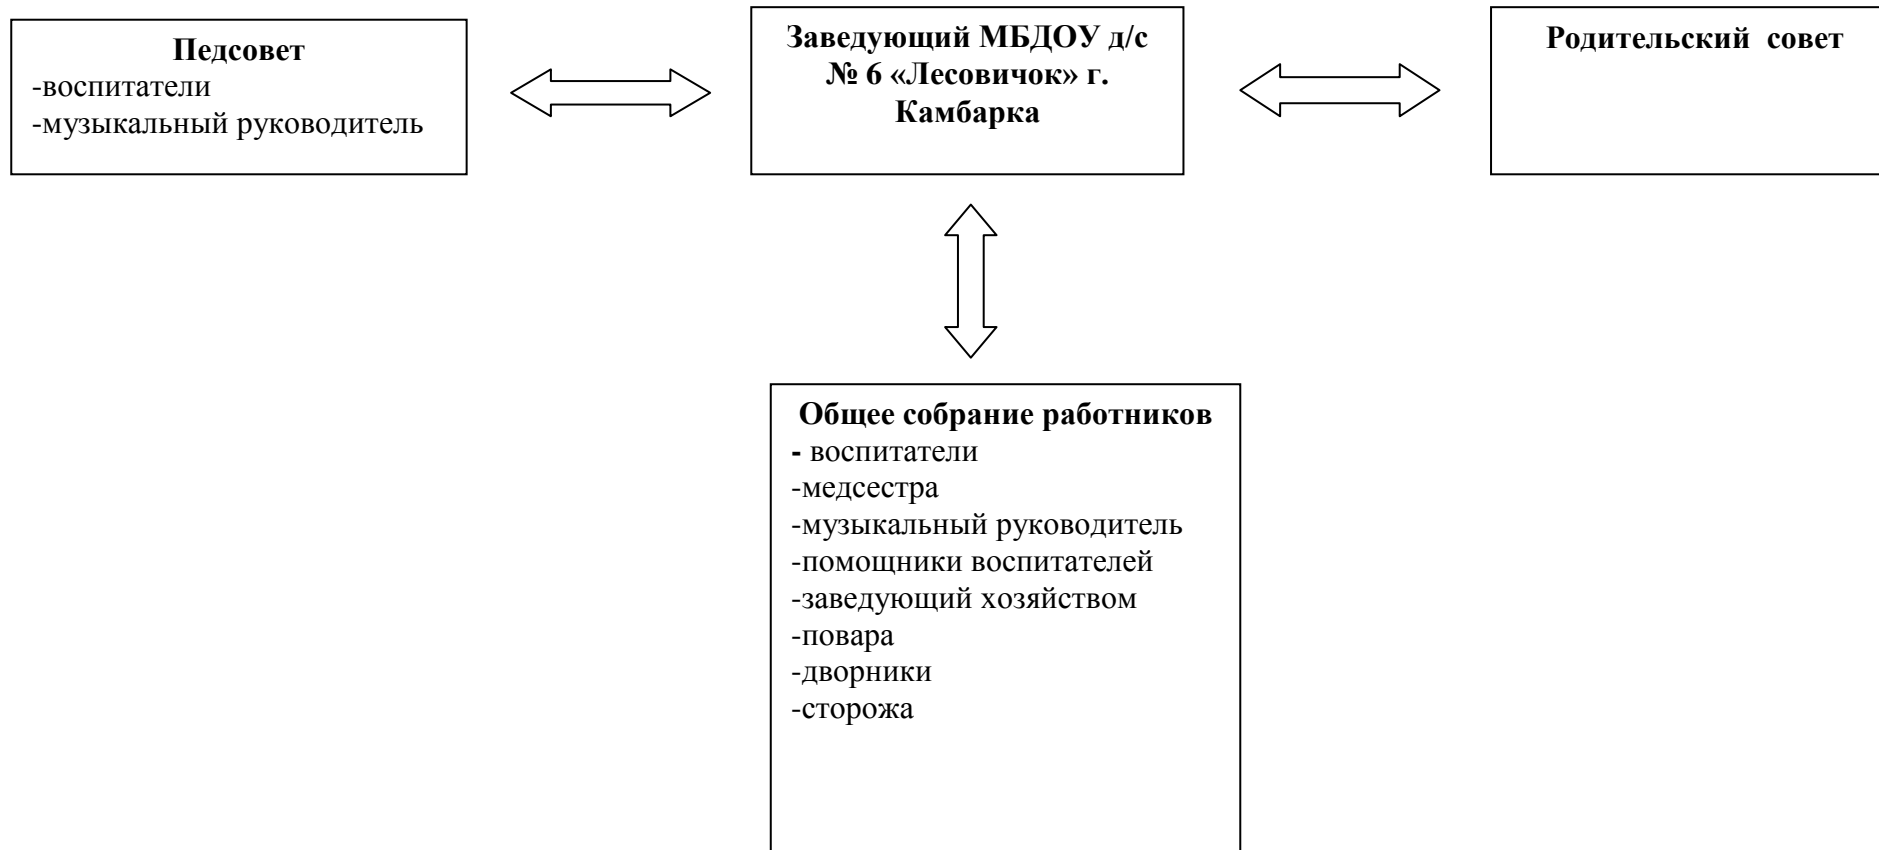 Педсовет
-воспитатели
-музыкальный руководитель
Заведующий МБДОУ д/с
№ 6 «Лесовичок» г.
Камбарка
Родительский совет
Общее собрание работников
- воспитатели
-медсестра
-музыкальный руководитель
-помощники воспитателей
-заведующий хозяйством
-повара
-дворники
-сторожа